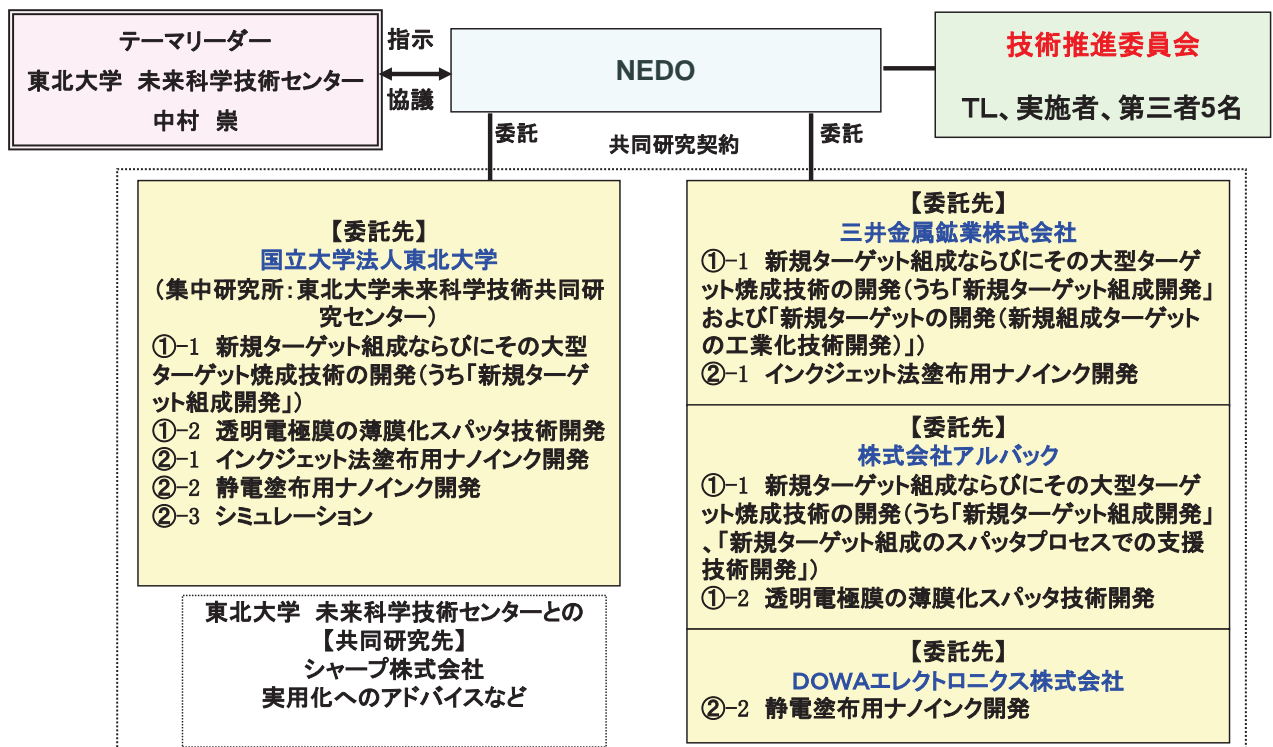 テーマリーダー
東北大学 未来科学技術センター
中村 崇
指示
協議
NEDO
技術推進委員会
TL、実施者、第三者5名
委託
共同研究契約
委託
【委託先】
国立大学法人東北大学
（集中研究所：東北大学未来科学技術共同研
究センター）
①-1 新規ターゲット組成ならびにその大型
ターゲット焼成技術の開発（うち「新規ターゲ
ット組成開発」）
①-2 透明電極膜の薄膜化スパッタ技術開発
②-1 インクジェット法塗布用ナノインク開発
②-2 静電塗布用ナノインク開発
②-3 シミュレーション
東北大学 未来科学技術センターとの
【共同研究先】
シャープ株式会社
実用化へのアドバイスなど
【委託先】
三井金属鉱業株式会社
①-1 新規ターゲット組成ならびにその大型ターゲ
ット焼成技術の開発（うち「新規ターゲット組成開発」
および「新規ターゲットの開発（新規組成ターゲット
の工業化技術開発）」）
②-1 インクジェット法塗布用ナノインク開発
【委託先】
株式会社アルバック
①-1 新規ターゲット組成ならびにその大型ターゲ
ット焼成技術の開発（うち「新規ターゲット組成開発」
、「新規ターゲット組成のスパッタプロセスでの支援
技術開発」）
①-2 透明電極膜の薄膜化スパッタ技術開発
【委託先】
DOWAエレクトロニクス株式会社
②-2 静電塗布用ナノインク開発